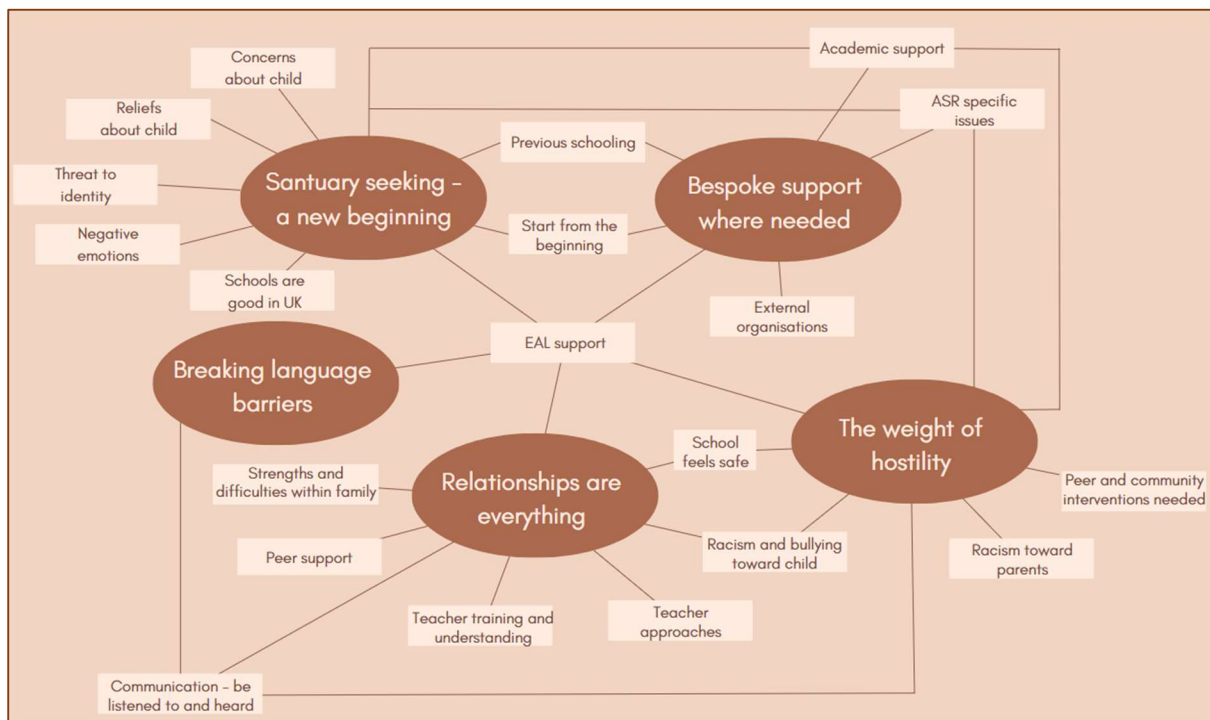 Academic support
Concerns
about child
ASR specific
issues
Reliefs
about child
Previous schooling
Santuary seeking -
a new beginning
Bespoke support
where needed
Threat to
identity
Negative
emotions
Start from the
beginning
Schools are
good in UK
External
organisations
EAL support
Breaking language
barriers
The weight of
hostility
School
feels safe
Strengths and
difficulties within family
Relationships are
everything
Peer and community
interventions needed
Peer support
Racism and bullying
toward child
Racism toward
parents
Teacher training and
understanding
Teacher
approaches
Communication - be
listened to and heard